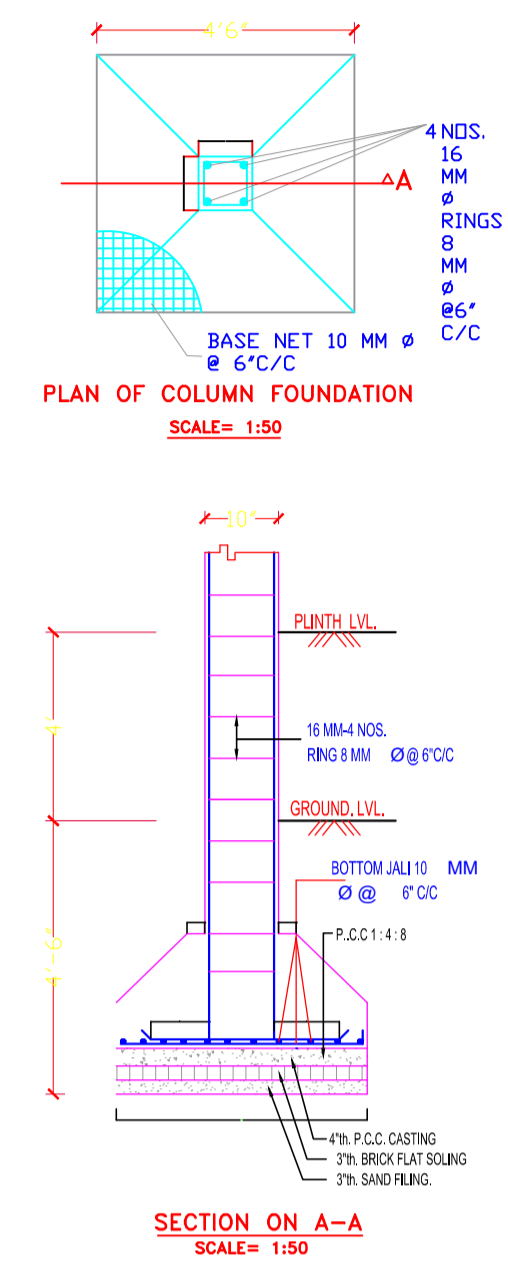 4'6"
4 NOS.
16
MM
Ø
RINGS
8
MM
Ø
@6"
C/C
A
BASE NET 10 MM Ø
@ 6"C/C
PLAN OF COLUMN FOUNDATION
SCALE= 1:50
10"
PLINTH LVL.
4'
16 MM-4 NOS.
RING 8 MM Ø @ 6"C/C
GROUND. LVL.
BOTTOM JALI 10 MM
Ø @ 6" C/C
P..C.C 1 : 4 : 8
4'-6"
4"th. P.C.C. CASTING
3"th. BRICK FLAT SOLING
3"th. SAND FILING.
SECTION ON A-A
SCALE= 1:50